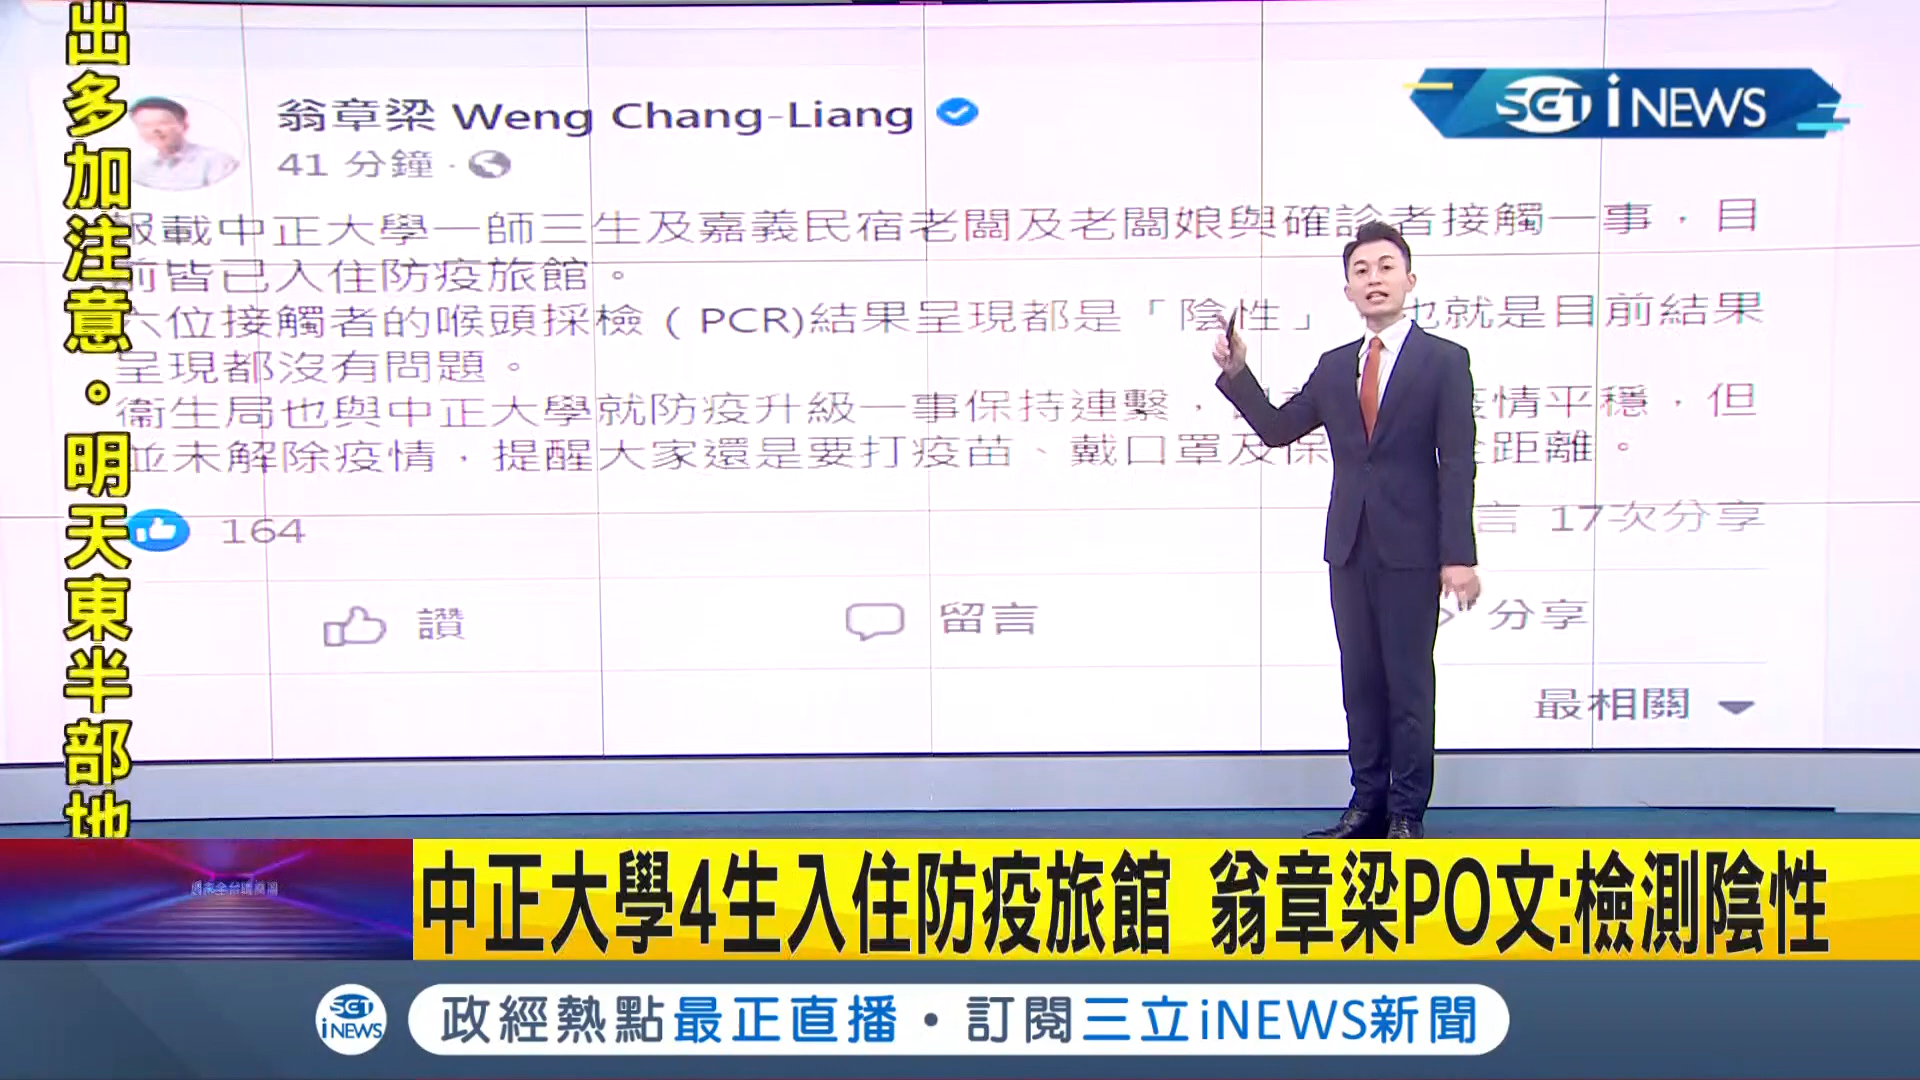 出多加注意。明天東半部地
SET iNEWS
翁章梁 Weng Chang-Liang
41 分鐘 ·
報載中正大學一師三生及嘉義民宿老闆及老闆娘與確診者接觸一事，目
前皆已入住防疫旅館。
六位接觸者的喉頭採檢（PCR)結果呈現都是「陰性」 也就是目前結果
呈現都沒有問題。
衞生局也與中正大學就防疫升級一事保持連繫， 疫情平穩，但
並未解除疫情，提醒大家還是要打疫苗、戴口罩及保 距離。
164
言 17次分享
讚
留言
分享
最相關
中正大學4生入住防疫旅館 翁章梁PO文:檢測陰性
SET iNEWS
政經熱點最正直播・訂閱三立iNEWS新聞